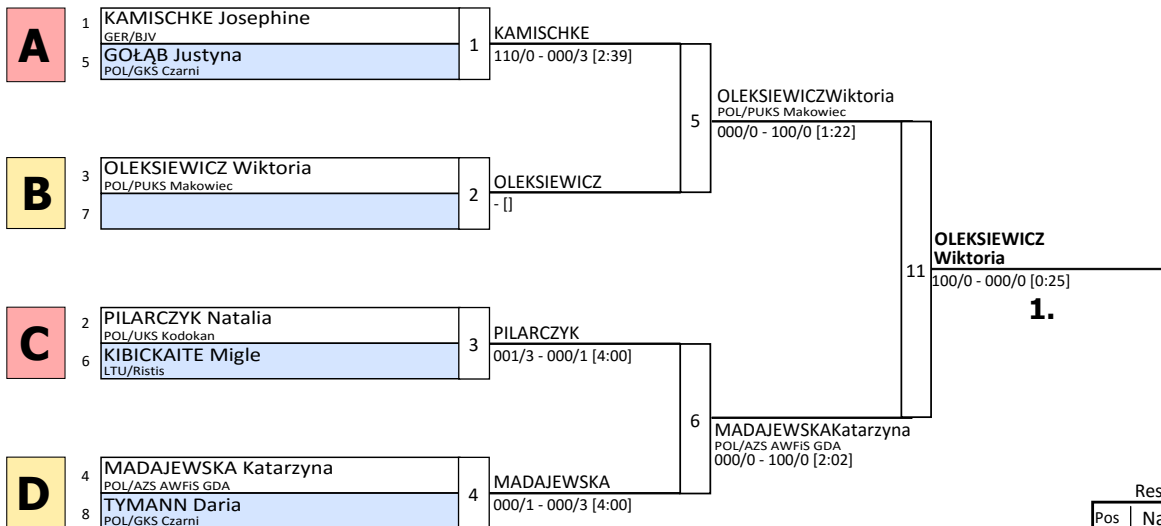 A
1 KAMISCHKE Josephine
GER/BJV
5 GOŁĄB Justyna
POL/GKS Czarni
1
KAMISCHKE
110/0 - 000/3 [2:39]
B
3 OLEKSIEWICZ Wiktoria
POL/PUKS Makowiec
7
2
OLEKSIEWICZ
- []
5
OLEKSIEWICZWiktoria
POL/PUKS Makowiec
000/0 - 100/0 [1:22]
C
2 PILARCZYK Natalia
POL/UKS Kodokan
6 KIBICKAITE Migle
LTU/Ristis
3
PILARCZYK
001/3 - 000/1 [4:00]
D
4 MADAJEWSKA Katarzyna
POL/AZS AWFiS GDA
8 TYMANN Daria
POL/GKS Czarni
4
MADAJEWSKA
000/1 - 000/3 [4:00]
6
MADAJEWSKAKatarzyna
POL/AZS AWFiS GDA
000/0 - 100/0 [2:02]
11
OLEKSIEWICZ
Wiktoria
100/0 - 000/0 [0:25]
1.
Res
Pos Na